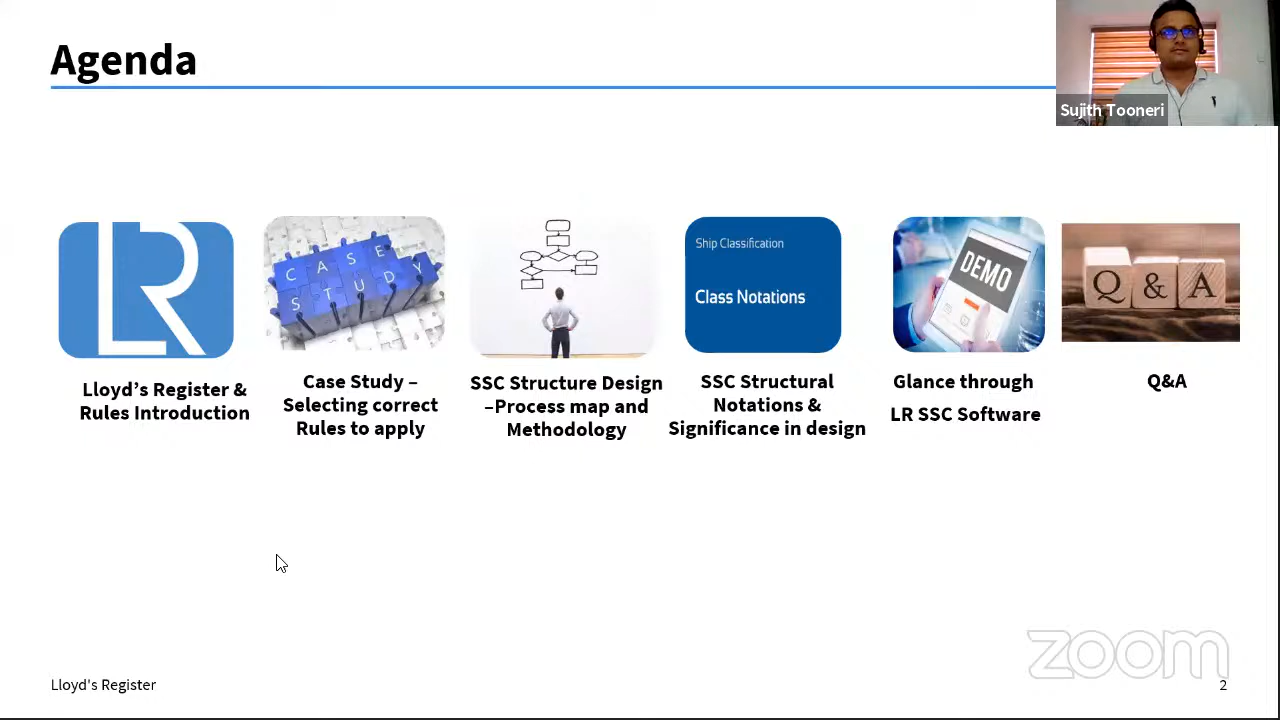 Agenda
Sujith Tooneri
LR
CASE
STUDY
Ship Classification
Class Notations
DEMO
Q & A
Lloyd’s Register &
Rules Introduction
Case Study –
Selecting correct
Rules to apply
SSC Structure Design
–Process map and
Methodology
SSC Structural
Notations &
Significance in design
Glance through
LR SSC Software
Q&A
zoom
Lloyd's Register
2